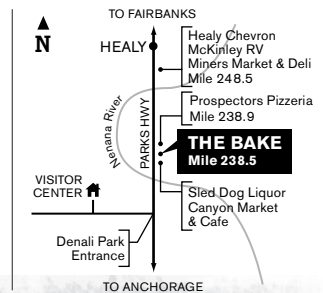 TO FAIRBANKS
N
HEALY
Healy Chevron
McKinley RV
Miners Market & Deli
Mile 248.5
Nenana River
PARKS HWY
Prospectors Pizzeria
Mile 238.9
THE BAKE
Mile 238.5
VISITOR
CENTER
Sled Dog Liquor
Canyon Market
& Cafe
Denali Park
Entrance
TO ANCHORAGE